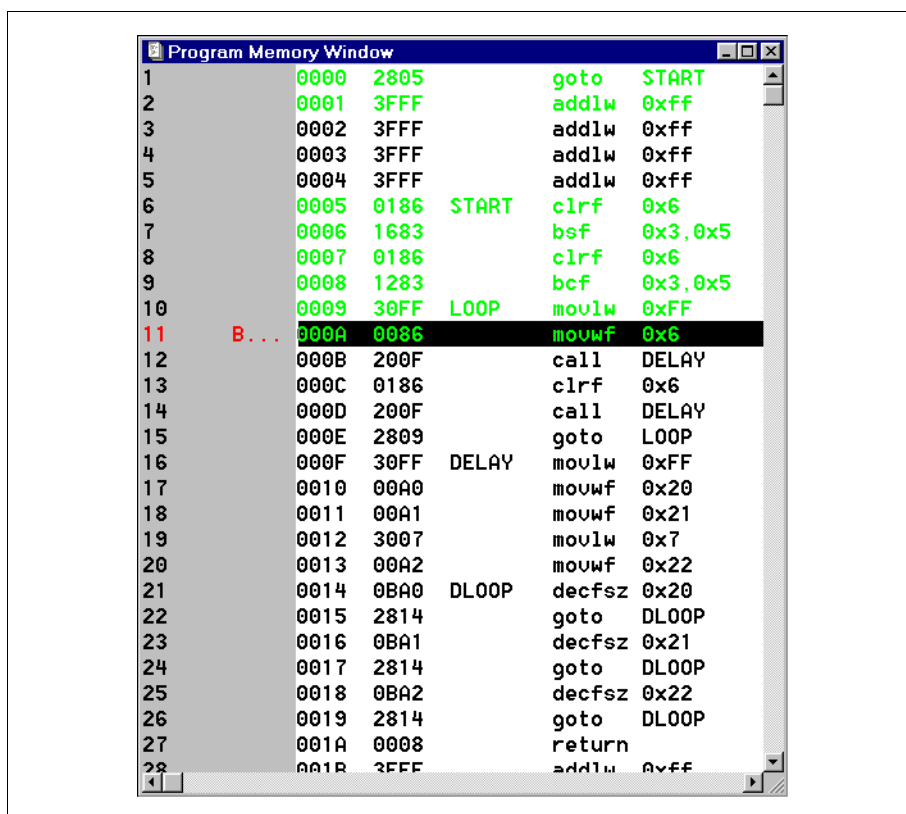 Program Memory Window
1 0000 2805 goto START
2 0001 3FFF addlw 0xff
3 0002 3FFF addlw 0xff
4 0003 3FFF addlw 0xff
5 0004 3FFF addlw 0xff
6 0005 0186 START clrf 0x6
7 0006 1683 bsf 0x3,0x5
8 0007 0186 clrf 0x6
9 0008 1283 bcf 0x3,0x5
10 0009 30FF LOOP movlw 0xFF
11 B... 000A 0086 movwf 0x6
12 000B 200F call DELAY
13 000C 0186 clrf 0x6
14 000D 200F call DELAY
15 000E 2809 goto LOOP
16 000F 30FF DELAY movlw 0xFF
17 0010 00A0 movwf 0x20
18 0011 00A1 movwf 0x21
19 0012 3007 movlw 0x7
20 0013 00A2 movwf 0x22
21 0014 0BA0 DLOOP decfsz 0x20
22 0015 2814 goto DLOOP
23 0016 0BA1 decfsz 0x21
24 0017 2814 goto DLOOP
25 0018 0BA2 decfsz 0x22
26 0019 2814 goto DLOOP
27 001A 0008 return
28 001B 3FFF addlw 0xff